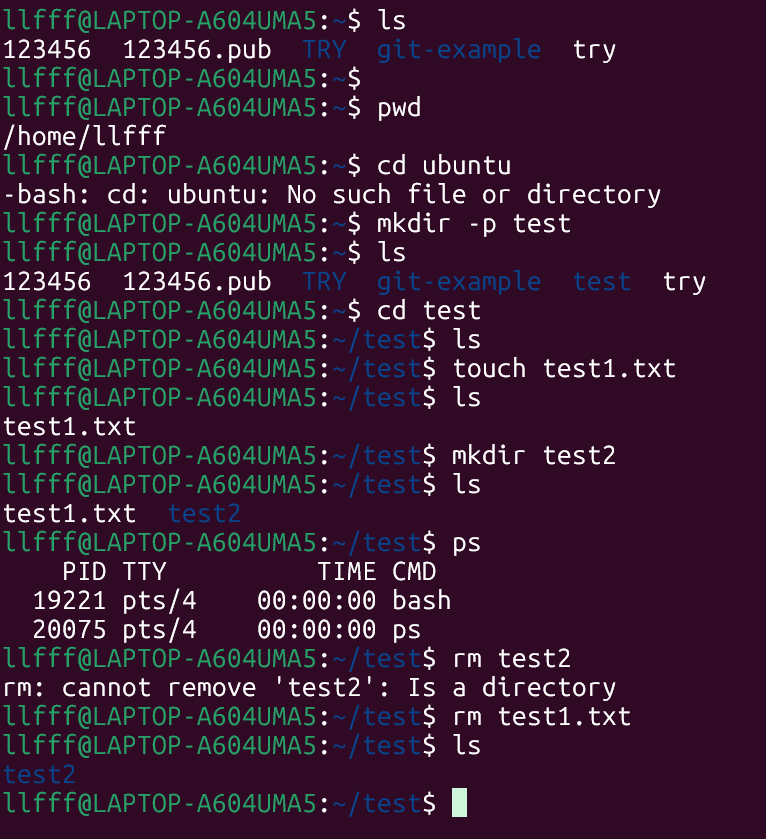 llfff@LAPTOP-A604UMA5:~$ ls
123456  123456.pub  TRY  git-example  try
llfff@LAPTOP-A604UMA5:~$
llfff@LAPTOP-A604UMA5:~$ pwd
/home/llfff
llfff@LAPTOP-A604UMA5:~$ cd ubuntu
-bash: cd: ubuntu: No such file or directory
llfff@LAPTOP-A604UMA5:~$ mkdir -p test
llfff@LAPTOP-A604UMA5:~$ ls
123456  123456.pub  TRY  git-example  test  try
llfff@LAPTOP-A604UMA5:~$ cd test
llfff@LAPTOP-A604UMA5:~/test$ ls
llfff@LAPTOP-A604UMA5:~/test$ touch test1.txt
llfff@LAPTOP-A604UMA5:~/test$ ls
test1.txt
llfff@LAPTOP-A604UMA5:~/test$ mkdir test2
llfff@LAPTOP-A604UMA5:~/test$ ls
test1.txt  test2
llfff@LAPTOP-A604UMA5:~/test$ ps
    PID TTY          TIME CMD
  19221 pts/4    00:00:00 bash
  20075 pts/4    00:00:00 ps
llfff@LAPTOP-A604UMA5:~/test$ rm test2
rm: cannot remove 'test2': Is a directory
llfff@LAPTOP-A604UMA5:~/test$ rm test1.txt
llfff@LAPTOP-A604UMA5:~/test$ ls
test2
llfff@LAPTOP-A604UMA5:~/test$